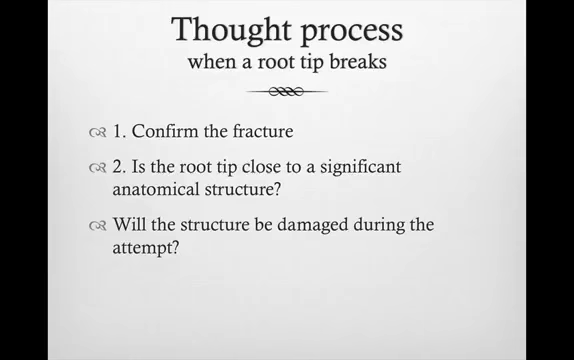 Thought process
when a root tip breaks
1. Confirm the fracture
2. Is the root tip close to a significant
anatomical structure?
Will the structure be damaged during the
attempt?